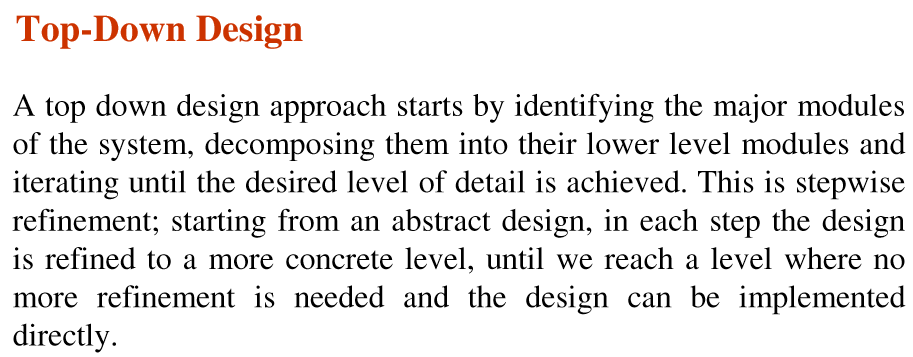 Top-Down Design
A top down design approach starts by identifying the major modules
of the system, decomposing them into their lower level modules and
iterating until the desired level of detail is achieved. This is stepwise
refinement; starting from an abstract design, in each step the design
is refined to a more concrete level, until we reach a level where no
more refinement is needed and the design can be implemented
directly.